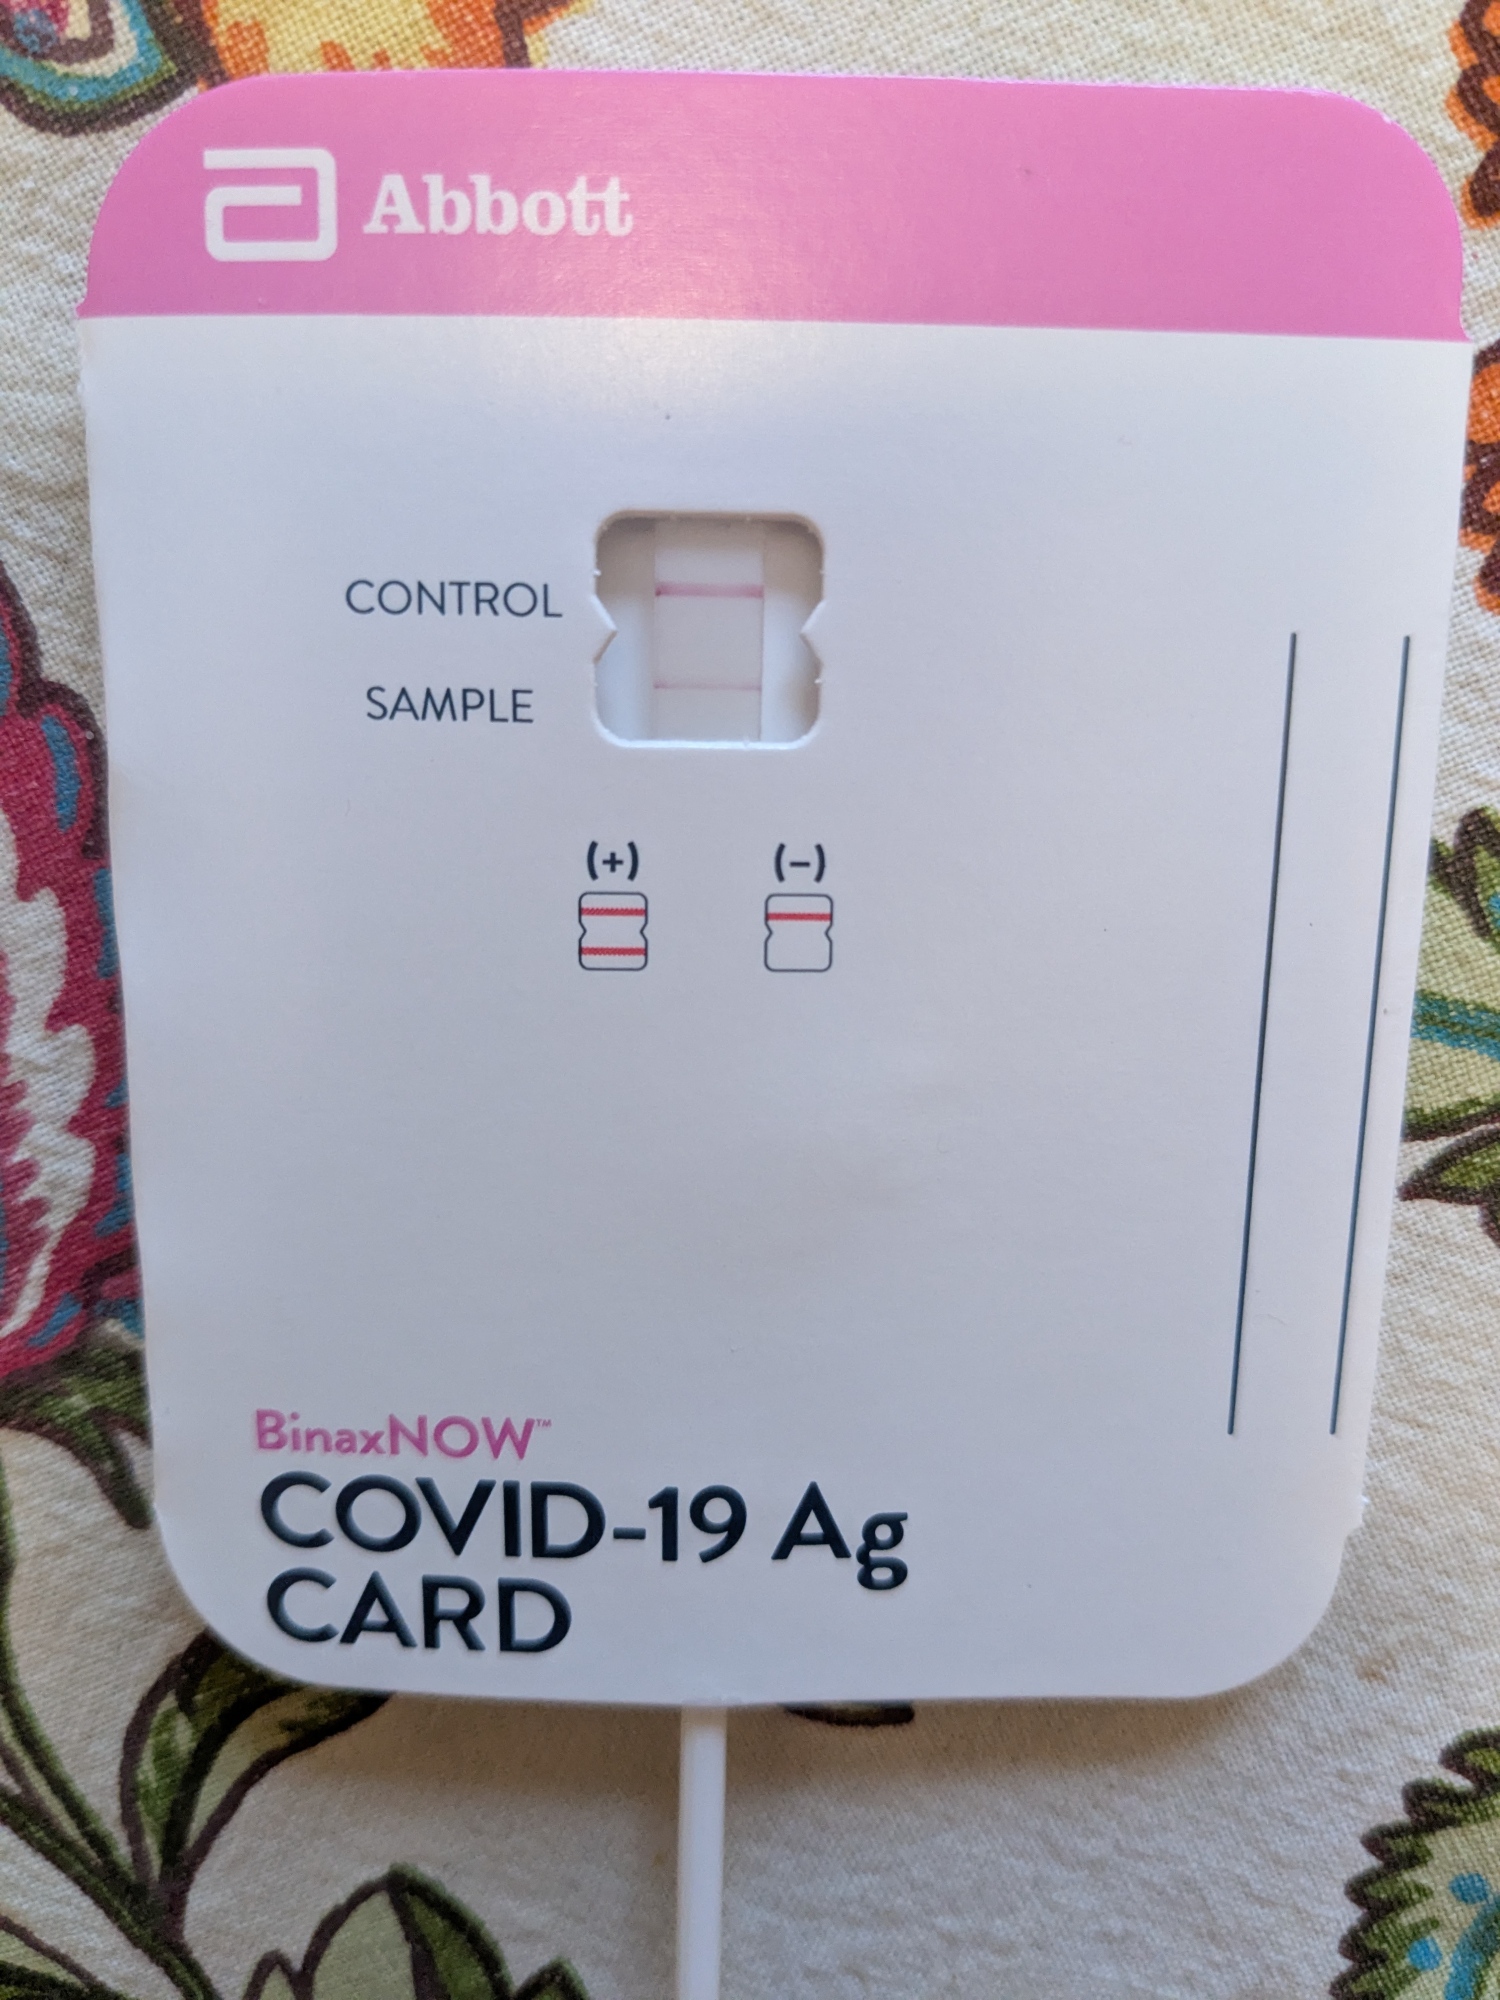 Abbott
CONTROL
SAMPLE
(+) (-)
BinaxNOW™
COVID-19 Ag
CARD